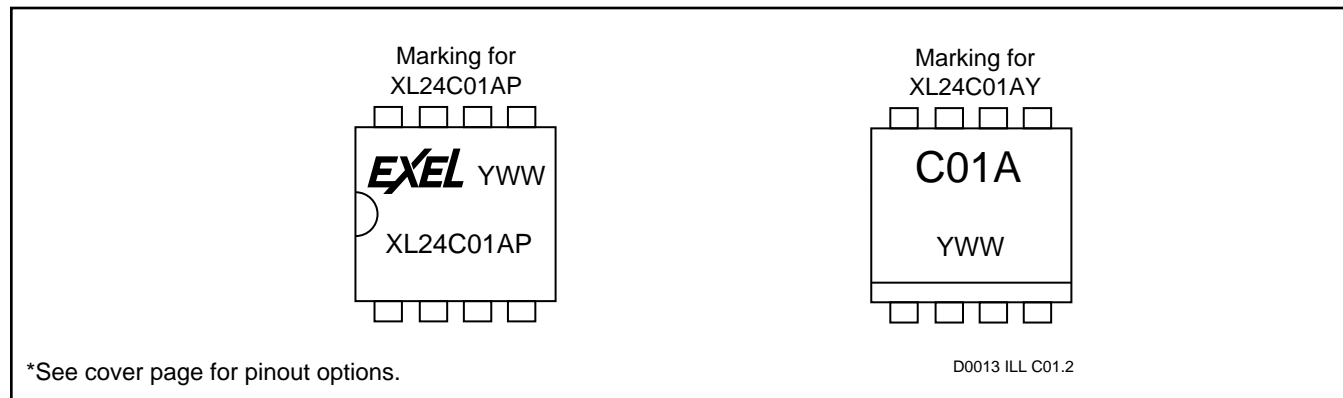 Marking for
XL24C01AP
EXEL YWW
XL24C01AP
Marking for
XL24C01AY
C01A
YWW
*See cover page for pinout options.
D0013 ILL C01.2